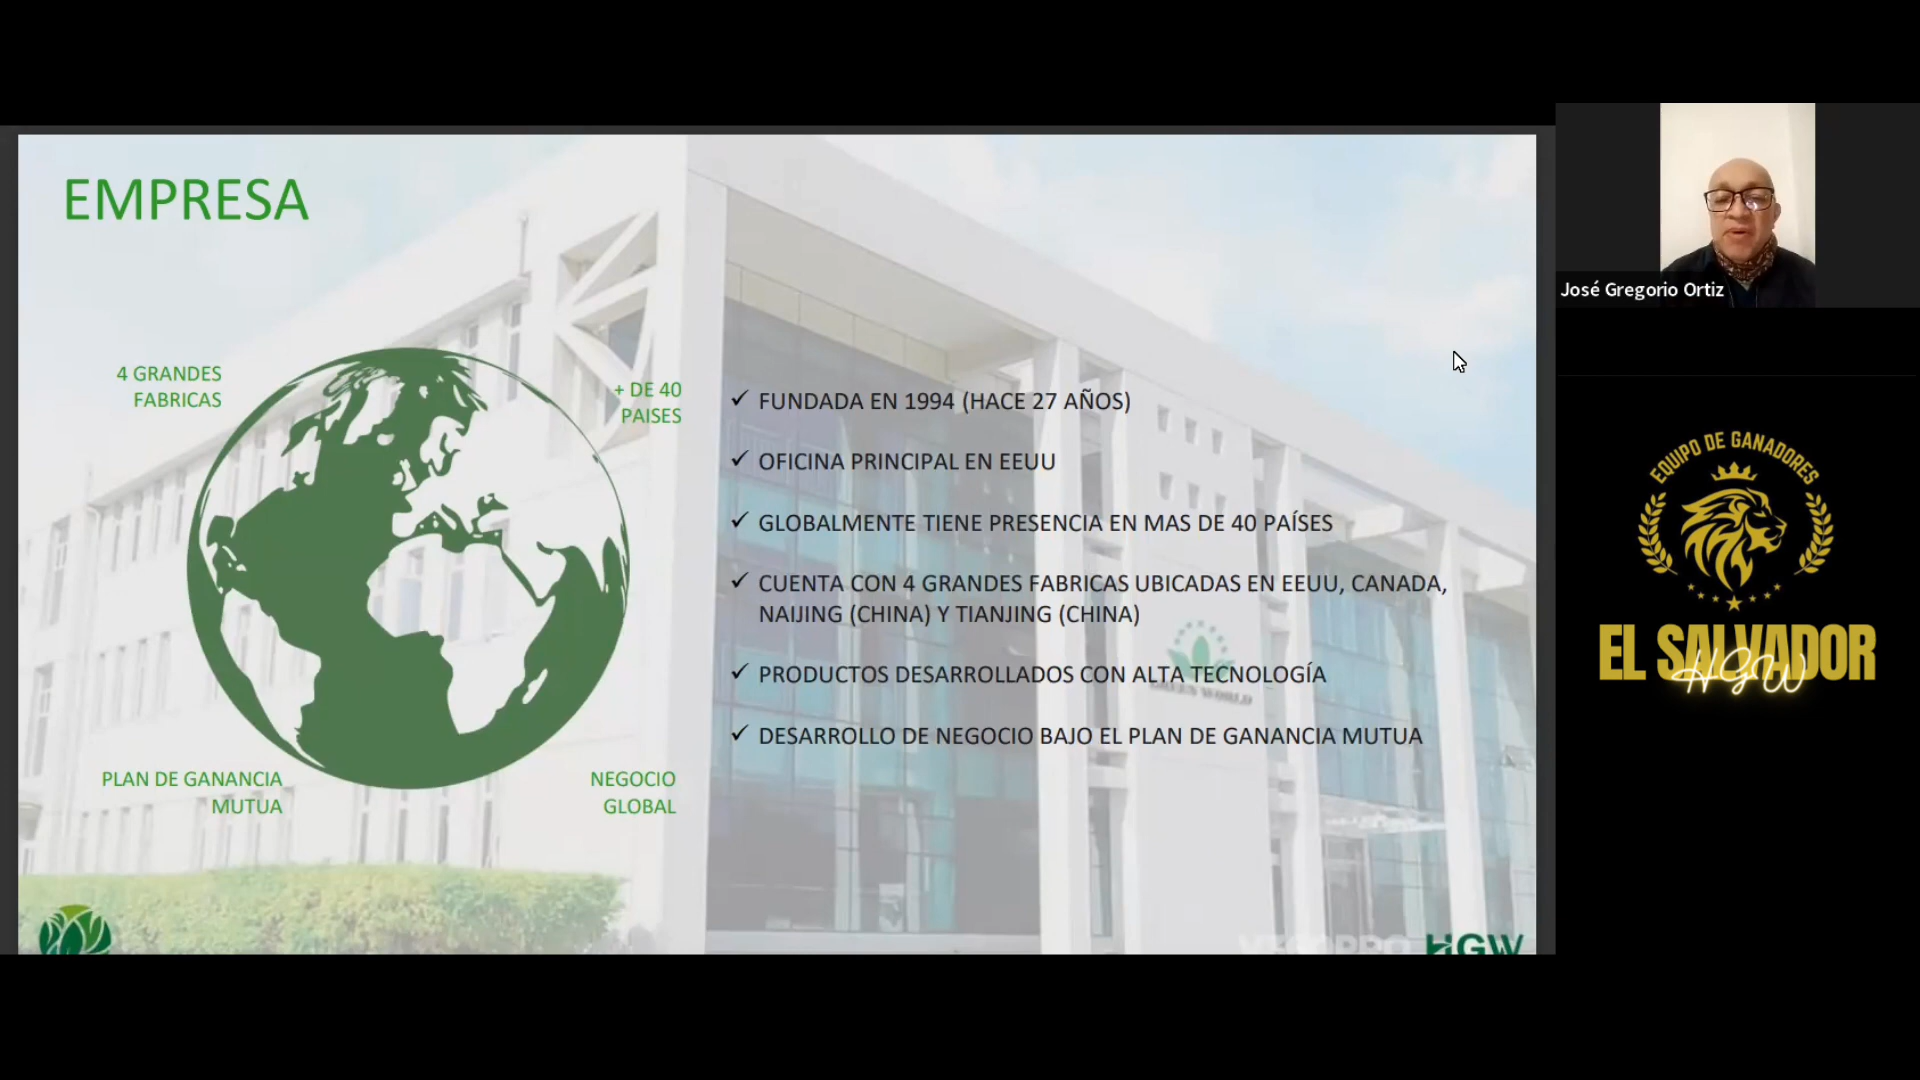 EMPRESA
4 GRANDES
FABRICAS
+ DE 40
PAISES
PLAN DE GANANCIA
MUTUA
NEGOCIO
GLOBAL
✓ FUNDADA EN 1994 (HACE 27 AÑOS)
✓ OFICINA PRINCIPAL EN EEUU
✓ GLOBALMENTE TIENE PRESENCIA EN MAS DE 40 PAÍSES
✓ CUENTA CON 4 GRANDES FABRICAS UBICADAS EN EEUU, CANADA,
NAIJING (CHINA) Y TIANJING (CHINA)
✓ PRODUCTOS DESARROLLADOS CON ALTA TECNOLOGÍA
GREEN WORLD
✓ DESARROLLO DE NEGOCIO BAJO EL PLAN DE GANANCIA MUTUA
HGW
José Gregorio Ortiz
EQUIPO DE GANADORES
EL SALVADOR
HGW